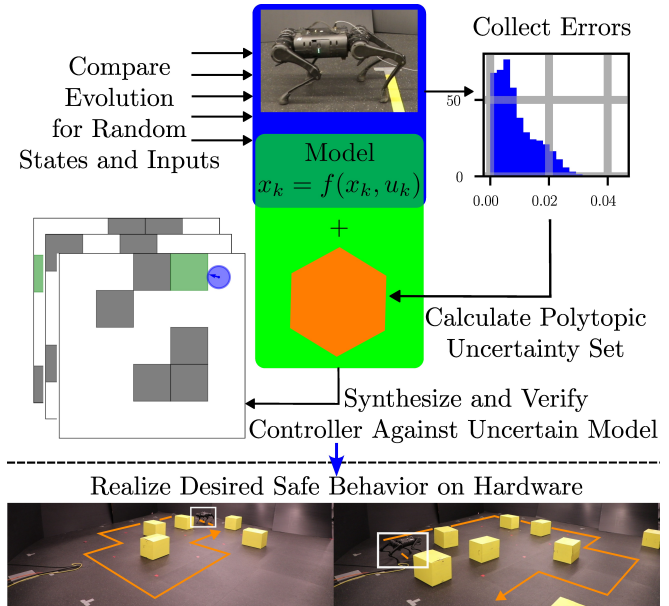 Compare
Evolution
for Random
States and Inputs
Collect Errors
50
0
0.00 0.02 0.04
Model
x_k = f(x_k, u_k)
+
Calculate Polytopic
Uncertainty Set
Synthesize and Verify
Controller Against Uncertain Model
Realize Desired Safe Behavior on Hardware